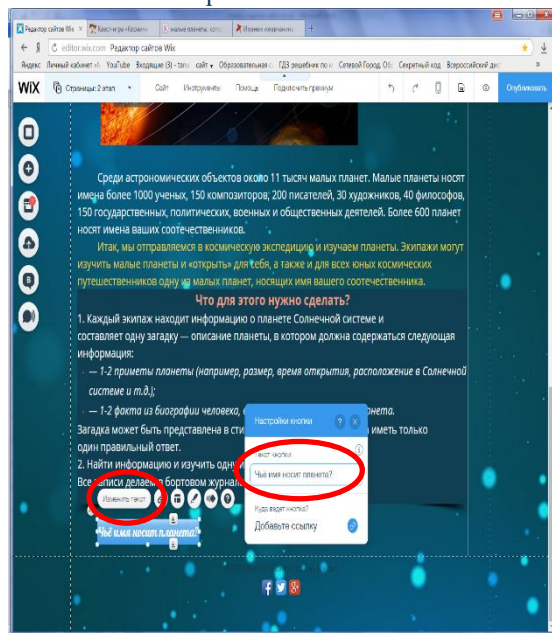 Редактор сайтов Wix
малые планеты, кото
editor.wix.com Редактор сайтов Wix
Яндекс Личный кабинет YouTube Входящие (3) - сайт Образовательная ГДЗ решебник по Сетевой Город. Секретный код Всероссийский
WIX Страницы: 2 этап Сайт Инструменты Помощь Подключить премиум Опубликовать
Среди астрономических объектов около 11 тысяч малых планет. Малые планеты носят
имена более 1000 ученых, 150 композиторов, 200 писателей, 30 художников, 40 философов,
150 государственных, политических, военных и общественных деятелей. Более 600 планет
носят имена ваших соотечественников.
Итак, мы отправляемся в космическую экспедицию и изучаем планеты. Экипажи могут
изучить малые планеты и «открыть» для себя, а также и для всех юных космических
путешественников одну из малых планет, носящих имя вашего соотечественника.
Что для этого нужно сделать?
1. Каждый экипаж находит информацию о планете Солнечной системе и
составляет одну загадку — описание планеты, в котором должна содержаться следующая
информация:
— 1-2 приметы планеты (например, размер, время открытия, расположение в Солнечной
системе и т.д.);
— 1-2 факта из биографии человека,
Загадка может быть представлена в сти иметь только
один правильный ответ.
2. Найти информацию и изучить одну
Все записи делаем в бортовом журнал
Настройки кнопки ?
Текст кнопки
Чьё имя носит планета?
Куда ведет кнопка?
Добавьте ссылку
Изменить текст
Чьё имя носит планета?